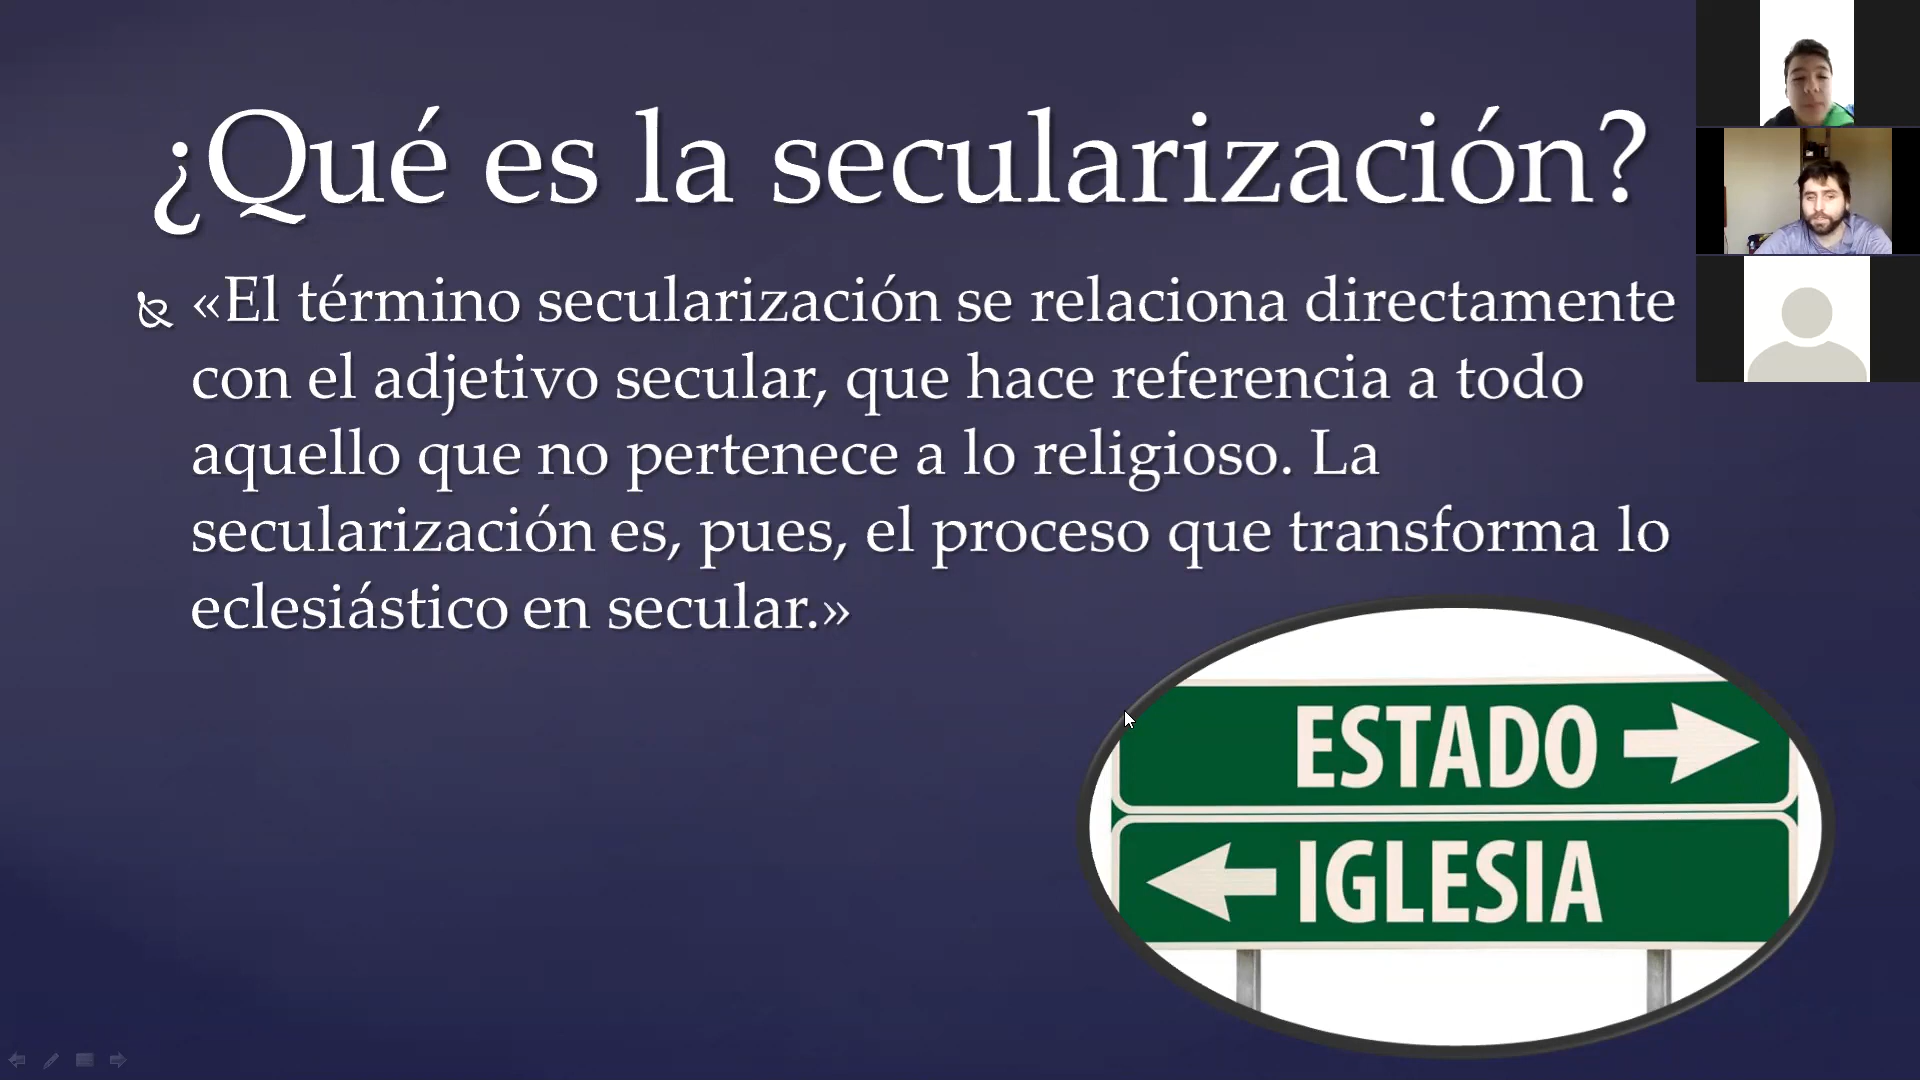 ¿Qué es la secularización?
«El término secularización se relaciona directamente
con el adjetivo secular, que hace referencia a todo
aquello que no pertenece a lo religioso. La
secularización es, pues, el proceso que transforma lo
eclesiástico en secular.»
ESTADO
IGLESIA